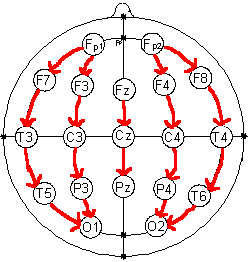 Fp1 Fp2
F7 F3 Fz F4 F8
T3 C3 Cz C4 T4
T5 P3 Pz P4 T6
O1 O2